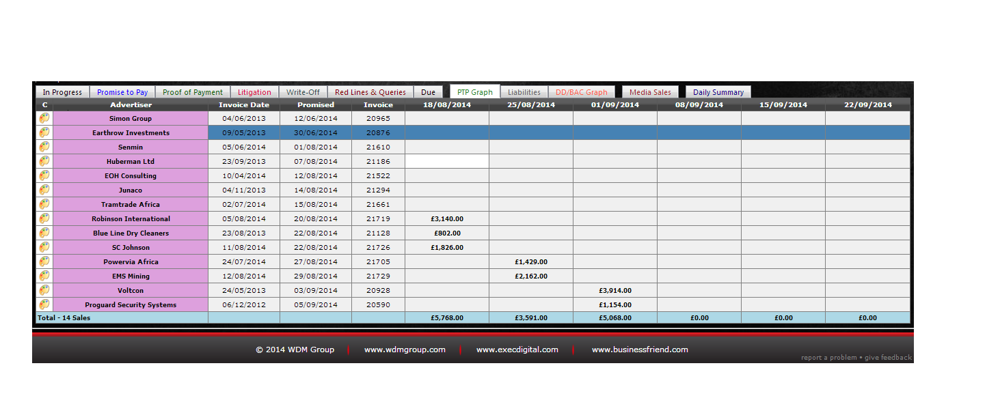 In Progress Promise to Pay Proof of Payment Litigation Write-Off Red Lines & Queries Due PTP Graph Liabilities DD/BAC Graph Media Sales Daily Summary
C Advertiser Invoice Date Promised Invoice 18/08/2014 25/08/2014 01/09/2014 08/09/2014 15/09/2014 22/09/2014
Simon Group 04/06/2013 12/06/2014 20965
Earthrow Investments 09/05/2013 30/06/2014 20876
Senmin 05/06/2014 01/08/2014 21610
Huberman Ltd 23/09/2013 07/08/2014 21186
EOH Consulting 10/04/2014 12/08/2014 21522
Junaco 04/11/2013 14/08/2014 21294
Tramtrade Africa 02/07/2014 15/08/2014 21661
Robinson International 05/08/2014 20/08/2014 21719 £3,140.00
Blue Line Dry Cleaners 23/08/2013 22/08/2014 21128 £802.00
SC Johnson 11/08/2014 22/08/2014 21726 £1,826.00
Powervia Africa 24/07/2014 27/08/2014 21705 £1,429.00
EMS Mining 12/08/2014 29/08/2014 21729 £2,162.00
Voltcon 24/05/2013 03/09/2014 20928 £3,914.00
Proguard Security Systems 06/12/2012 05/09/2014 20590 £1,154.00
Total - 14 Sales £5,768.00 £3,591.00 £5,068.00 £0.00 £0.00 £0.00
© 2014 WDM Group | www.wdmgroup.com | www.execdigital.com | www.businessfriend.com
report a problem • give feedback